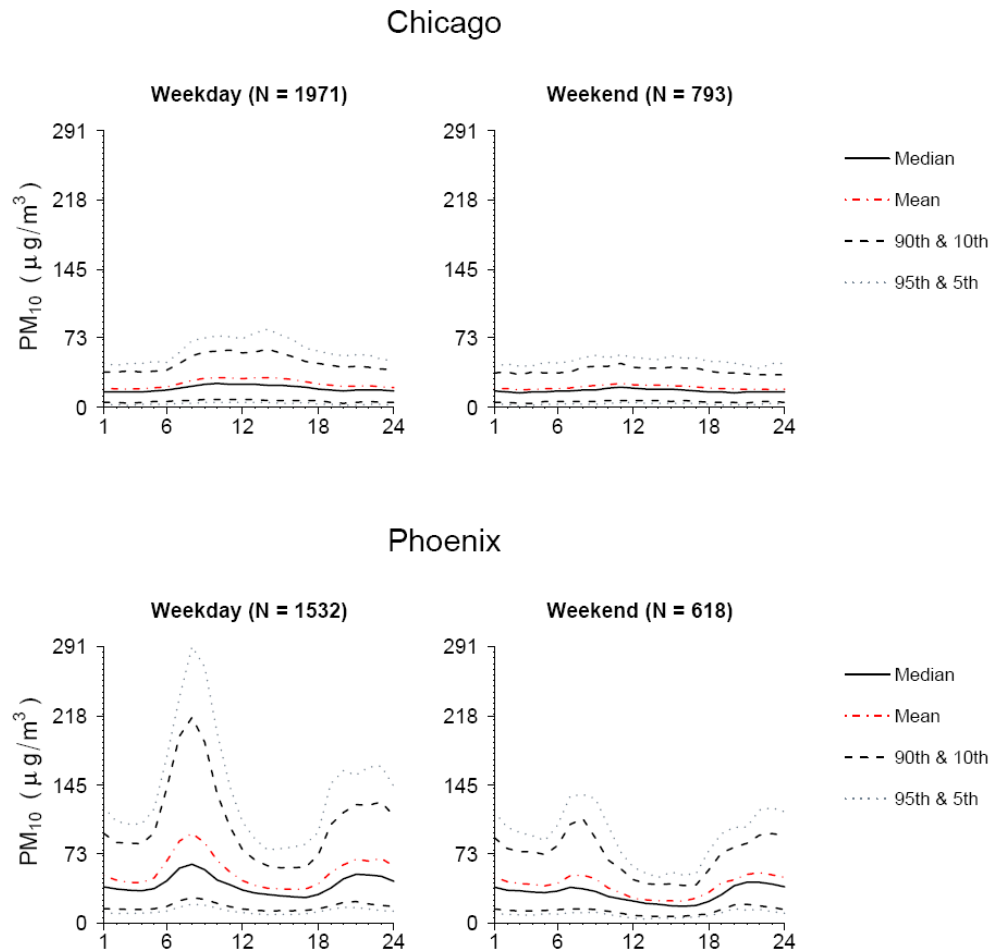 Chicago
Weekday (N = 1971)
Weekend (N = 793)
291
218
145
73
0
PM₁₀ ( μg/m³ )
1 6 12 18 24
291
218
145
73
0
1 6 12 18 24
Median
Mean
90th & 10th
95th & 5th
Phoenix
Weekday (N = 1532)
Weekend (N = 618)
291
218
145
73
0
PM₁₀ ( μg/m³ )
1 6 12 18 24
291
218
145
73
0
1 6 12 18 24
Median
Mean
90th & 10th
95th & 5th